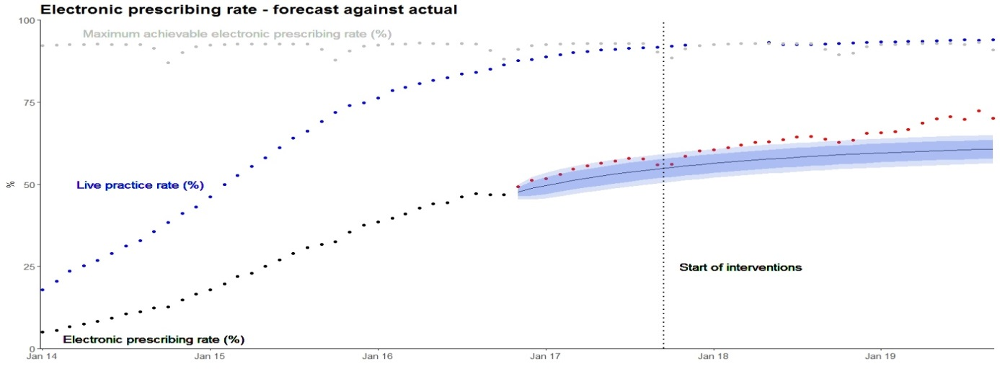 Electronic prescribing rate - forecast against actual
100
Maximum achievable electronic prescribing rate (%)
75
Live practice rate (%)
50
%
25
Start of interventions
Electronic prescribing rate (%)
0
Jan 14 Jan 15 Jan 16 Jan 17 Jan 18 Jan 19